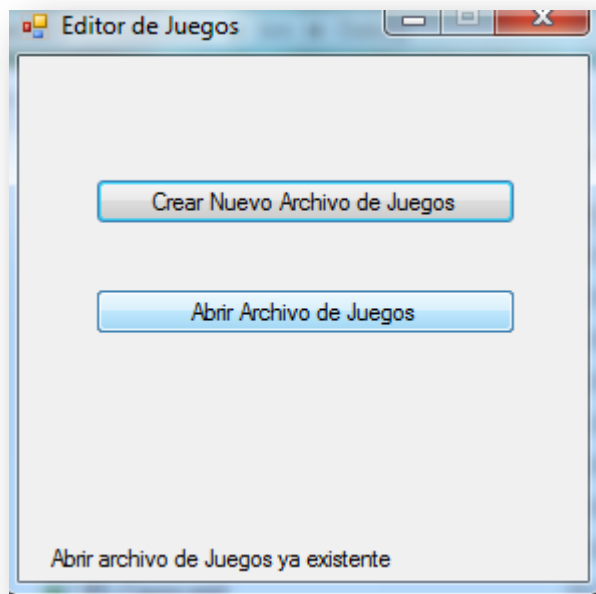 Editor de Juegos
Crear Nuevo Archivo de Juegos
Abrir Archivo de Juegos
Abrir archivo de Juegos ya existente